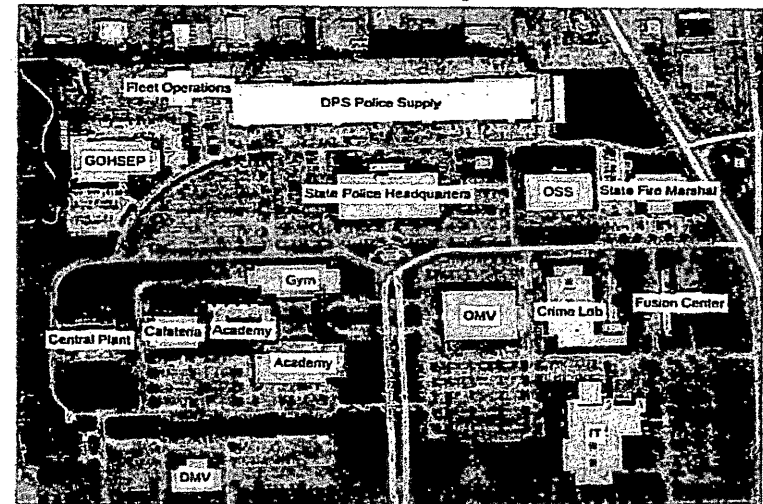 Fleet Operations
DPS Police Supply
GOHSEP
State Police Headquarters
OSS
State Fire Marshal
Gym
OMV
Crime Lab
Fusion Center
Central Plant
Cafeteria
Academy
Academy
IT
DMV